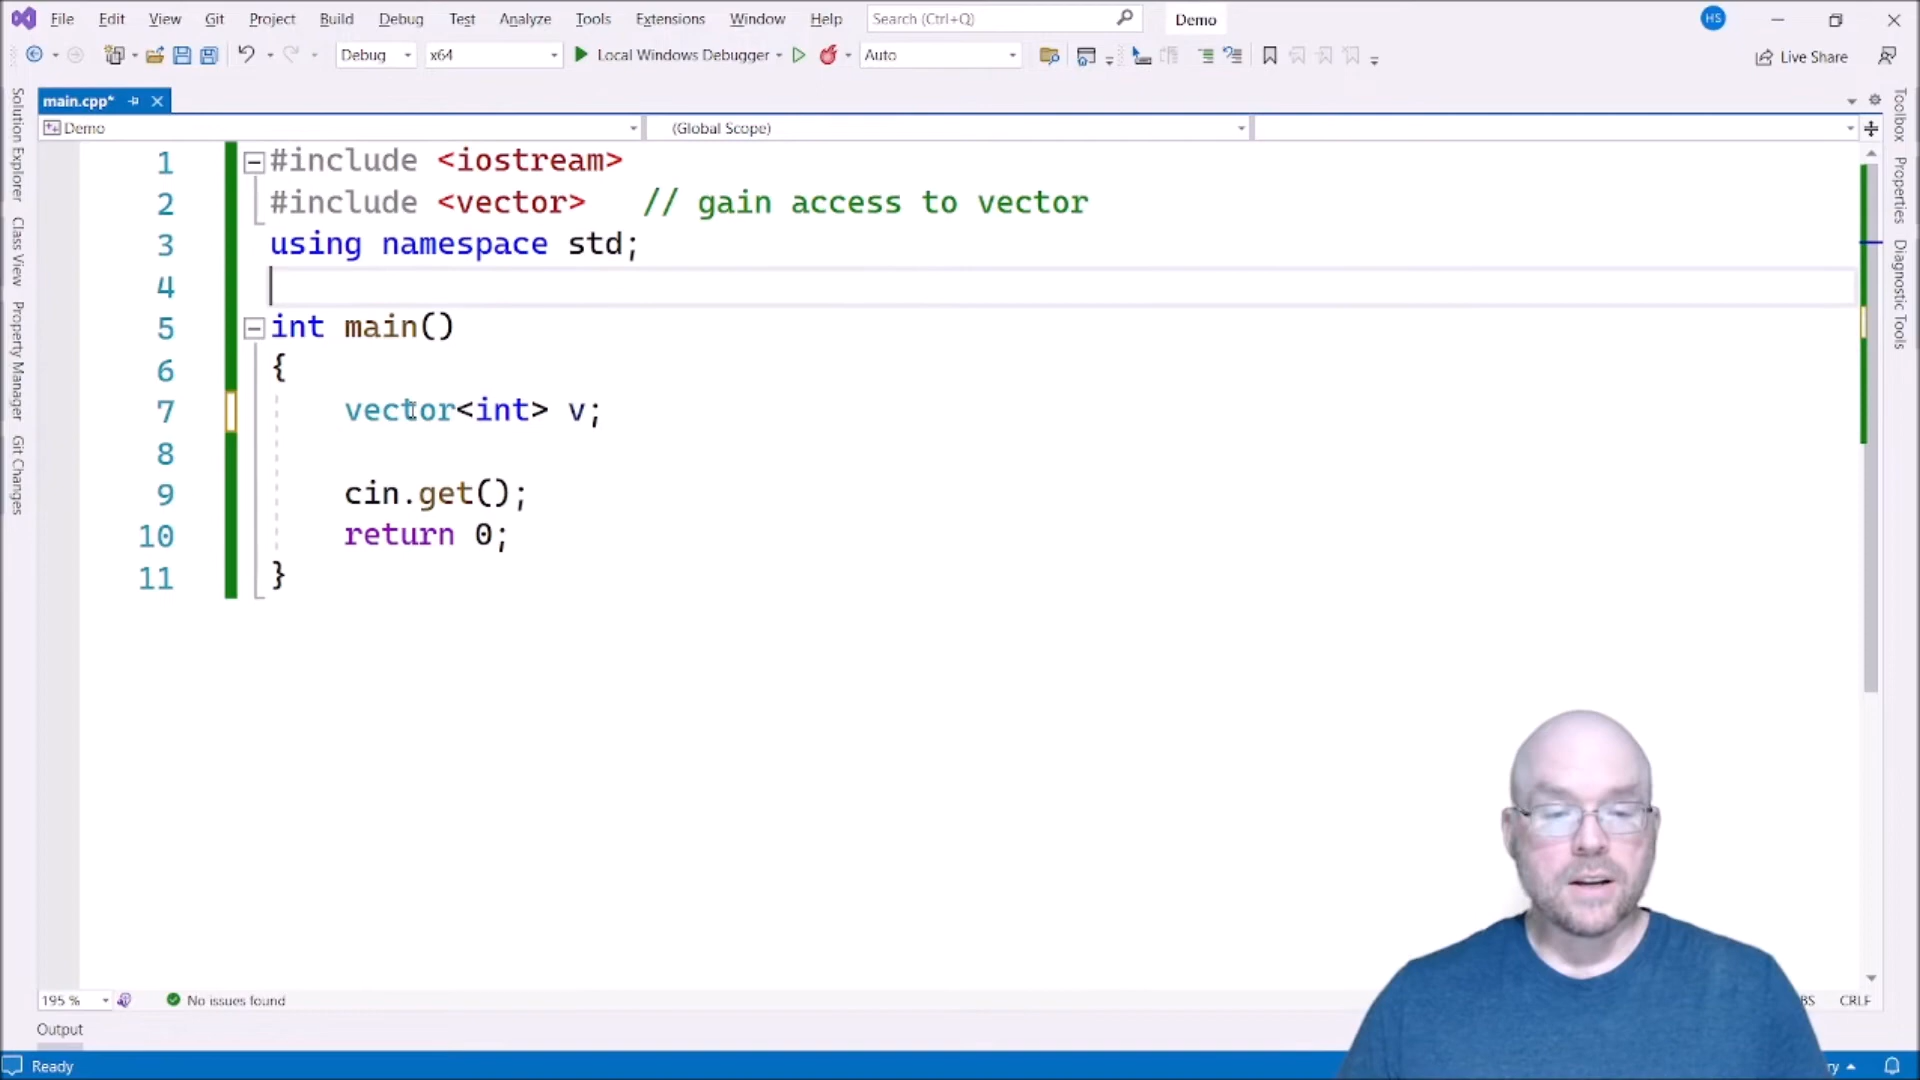 File Edit View Git Project Build Debug Test Analyze Tools Extensions Window Help Search (Ctrl+Q) Demo HS
Debug x64 Local Windows Debugger Auto Live Share
main.cpp*
Demo (Global Scope)
Solution Explorer
Class View
Property Manager
Git Changes
1 #include <iostream>
2 #include <vector> // gain access to vector
3 using namespace std;
4
5 int main()
6 {
7 vector<int> v;
8
9 cin.get();
10 return 0;
11 }
Toolbox
Properties
Diagnostic Tools
195 % No issues found CRLF
Output
Ready